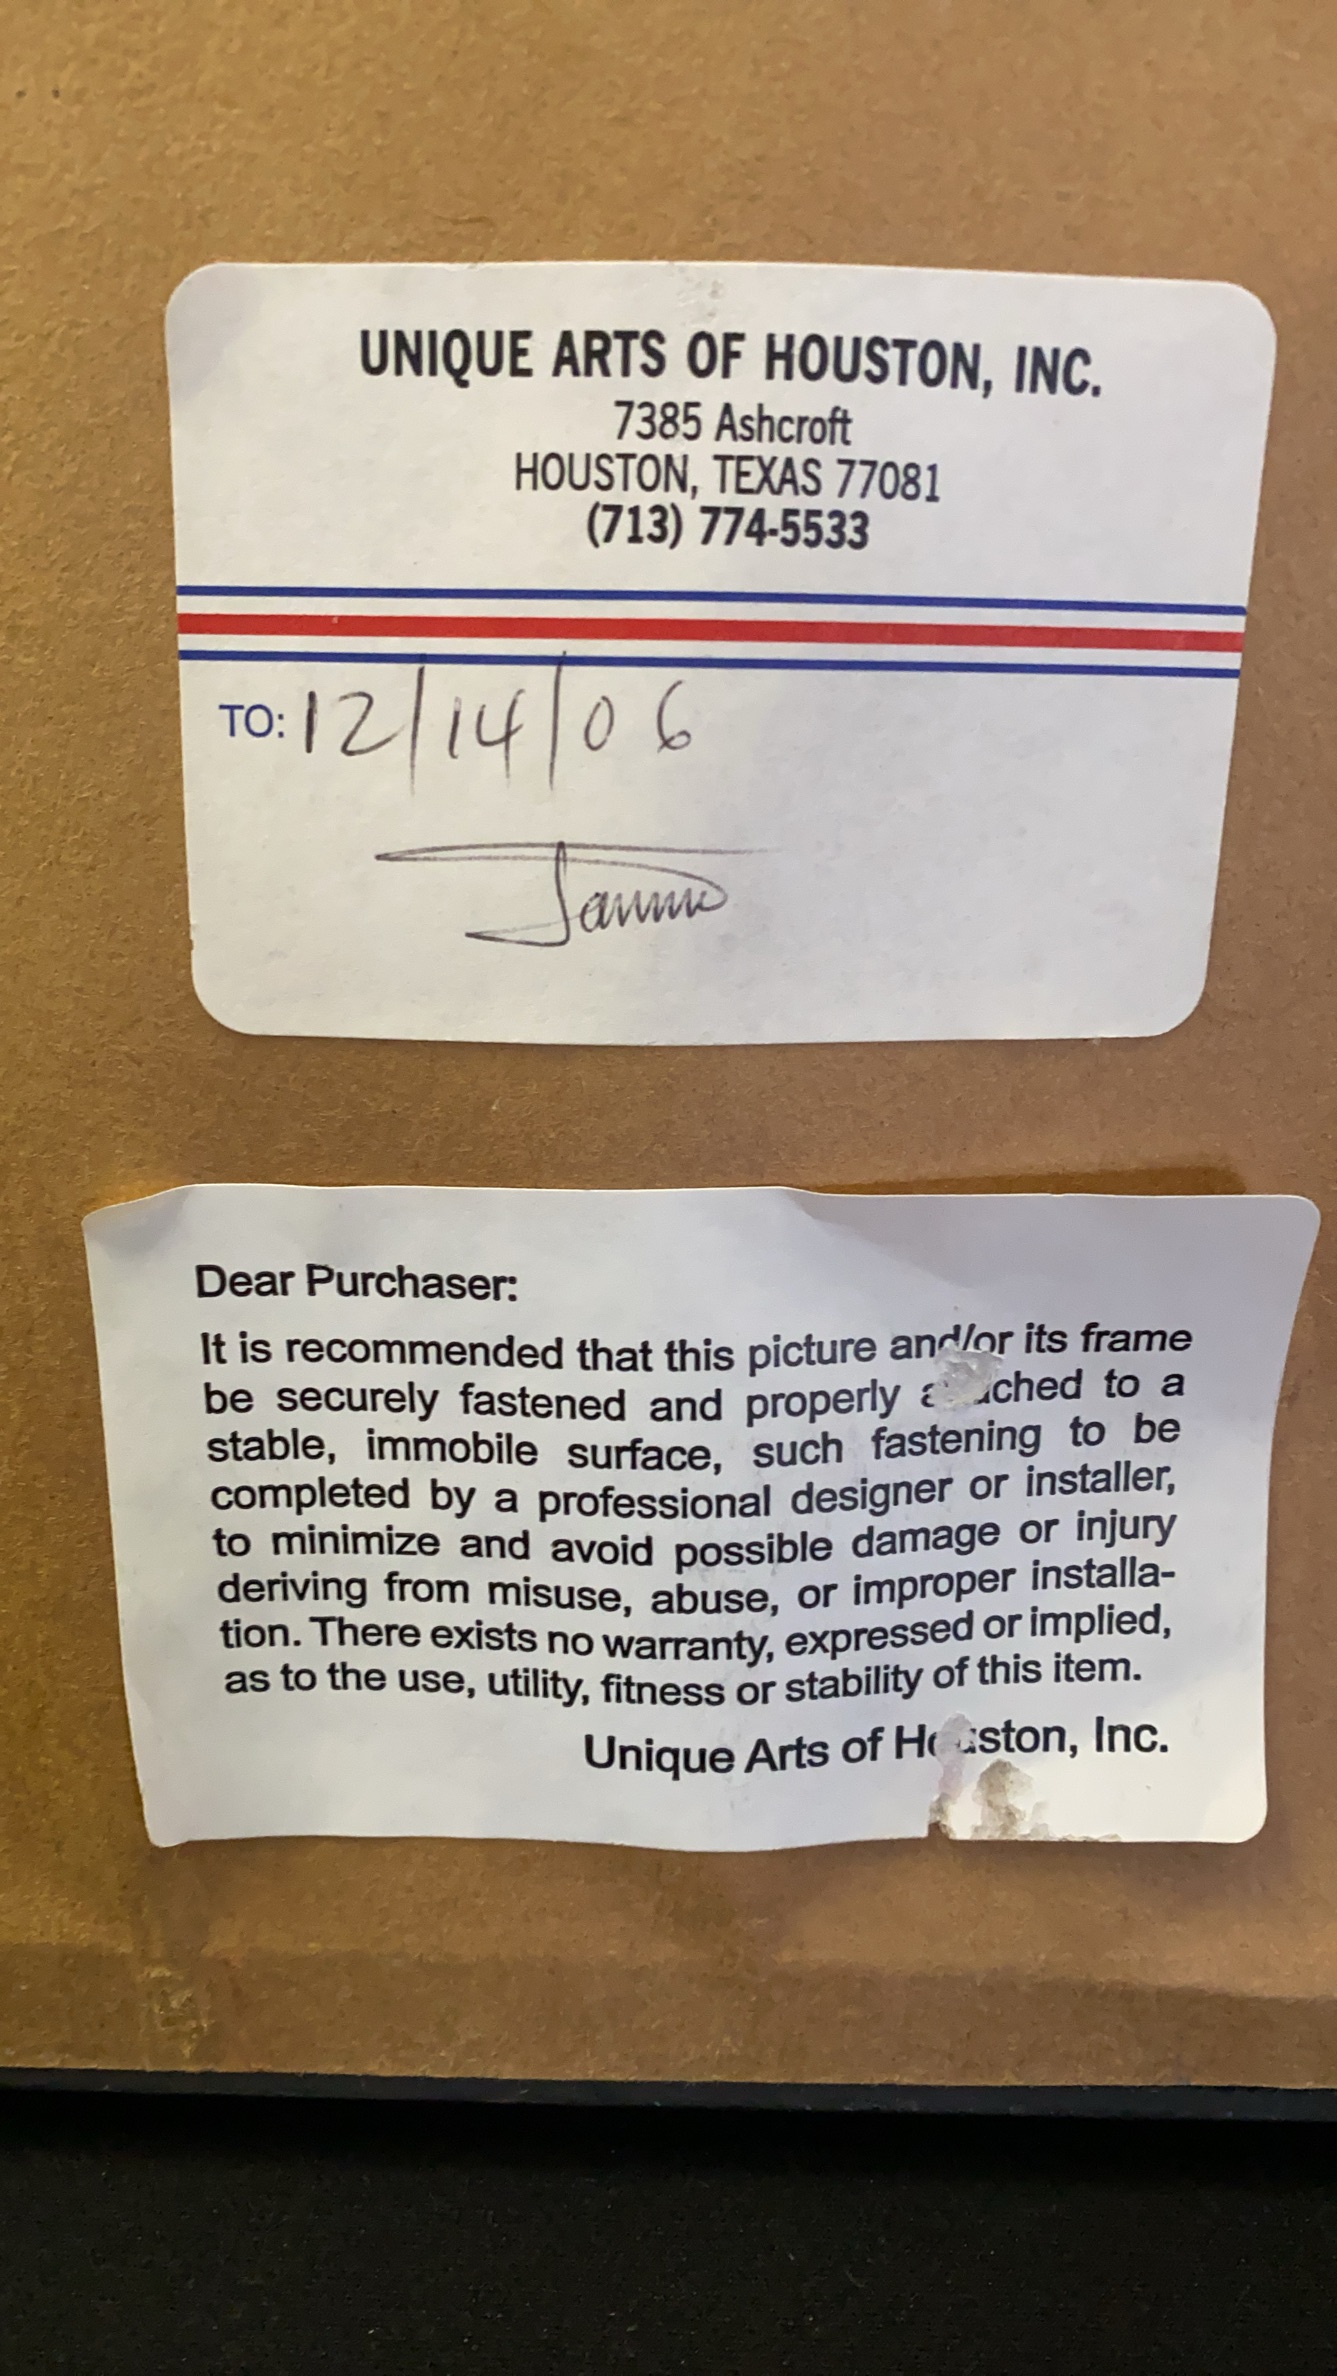 UNIQUE ARTS OF HOUSTON, INC.
7385 Ashcroft
HOUSTON, TEXAS 77081
(713) 774-5533
TO: 12/14/06
Dear Purchaser:
It is recommended that this picture and/or its frame
be securely fastened and properly attached to a
stable, immobile surface, such fastening to be
completed by a professional designer or installer,
to minimize and avoid possible damage or injury
deriving from misuse, abuse, or improper installa-
tion. There exists no warranty, expressed or implied,
as to the use, utility, fitness or stability of this item.
Unique Arts of Houston, Inc.